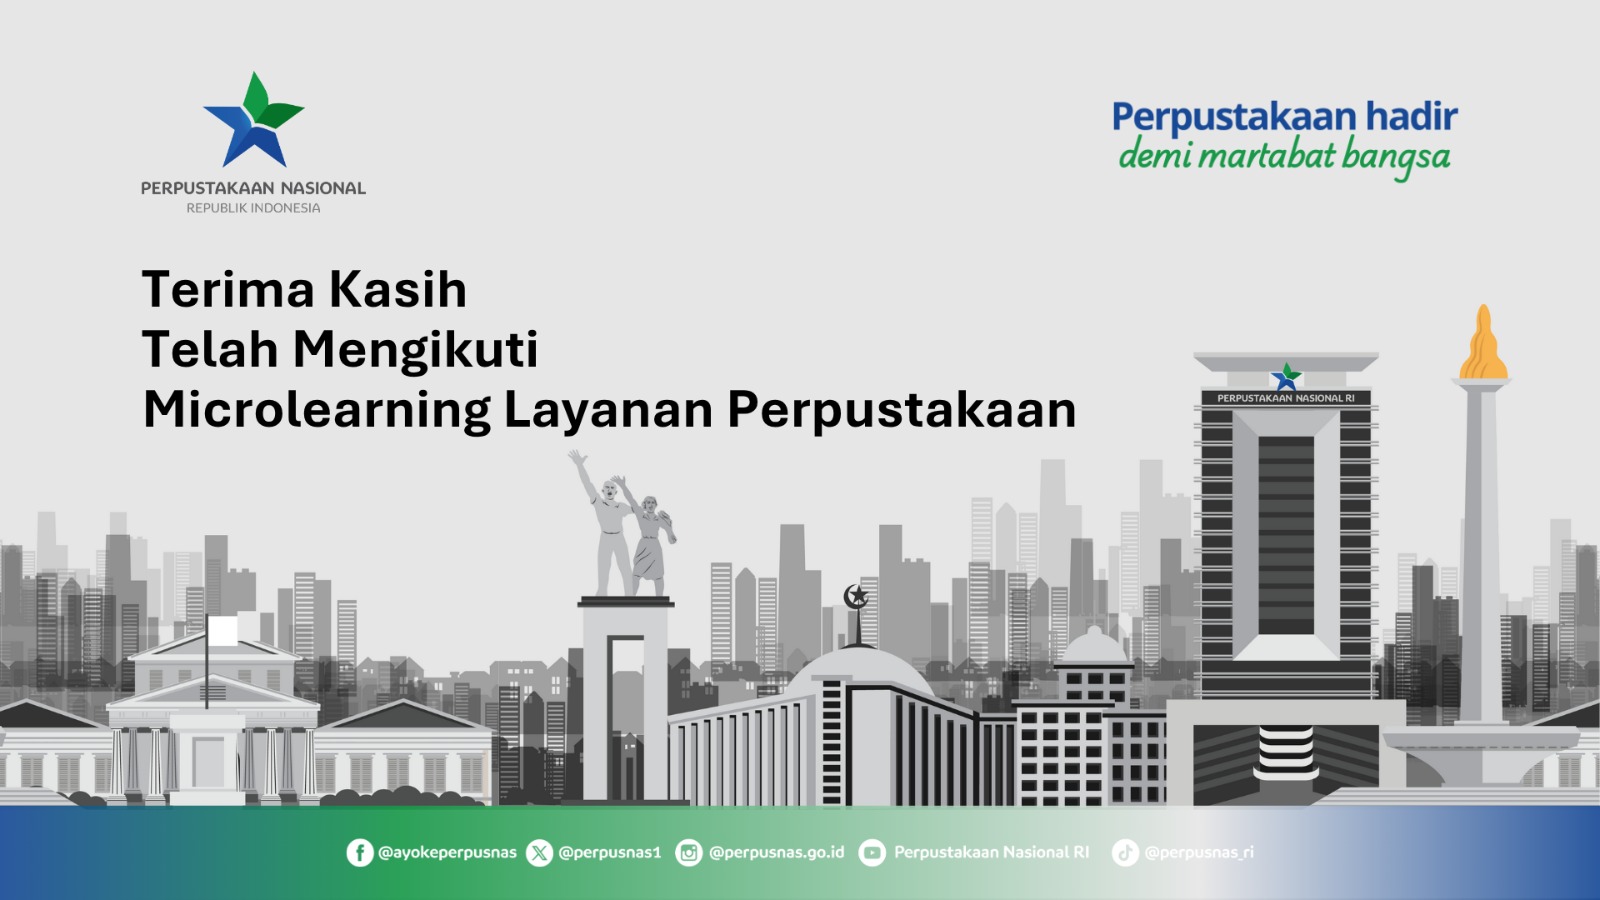 PERPUSTAKAAN NASIONAL
REPUBLIK INDONESIA
Perpustakaan hadir
demi martabat bangsa
Terima Kasih
Telah Mengikuti
Microlearning Layanan Perpustakaan
PERPUSTAKAAN NASIONAL RI
@ayokeperpusnas @perpusnas1 @perpusnas.go.id Perpustakaan Nasional RI @perpusnas_ri